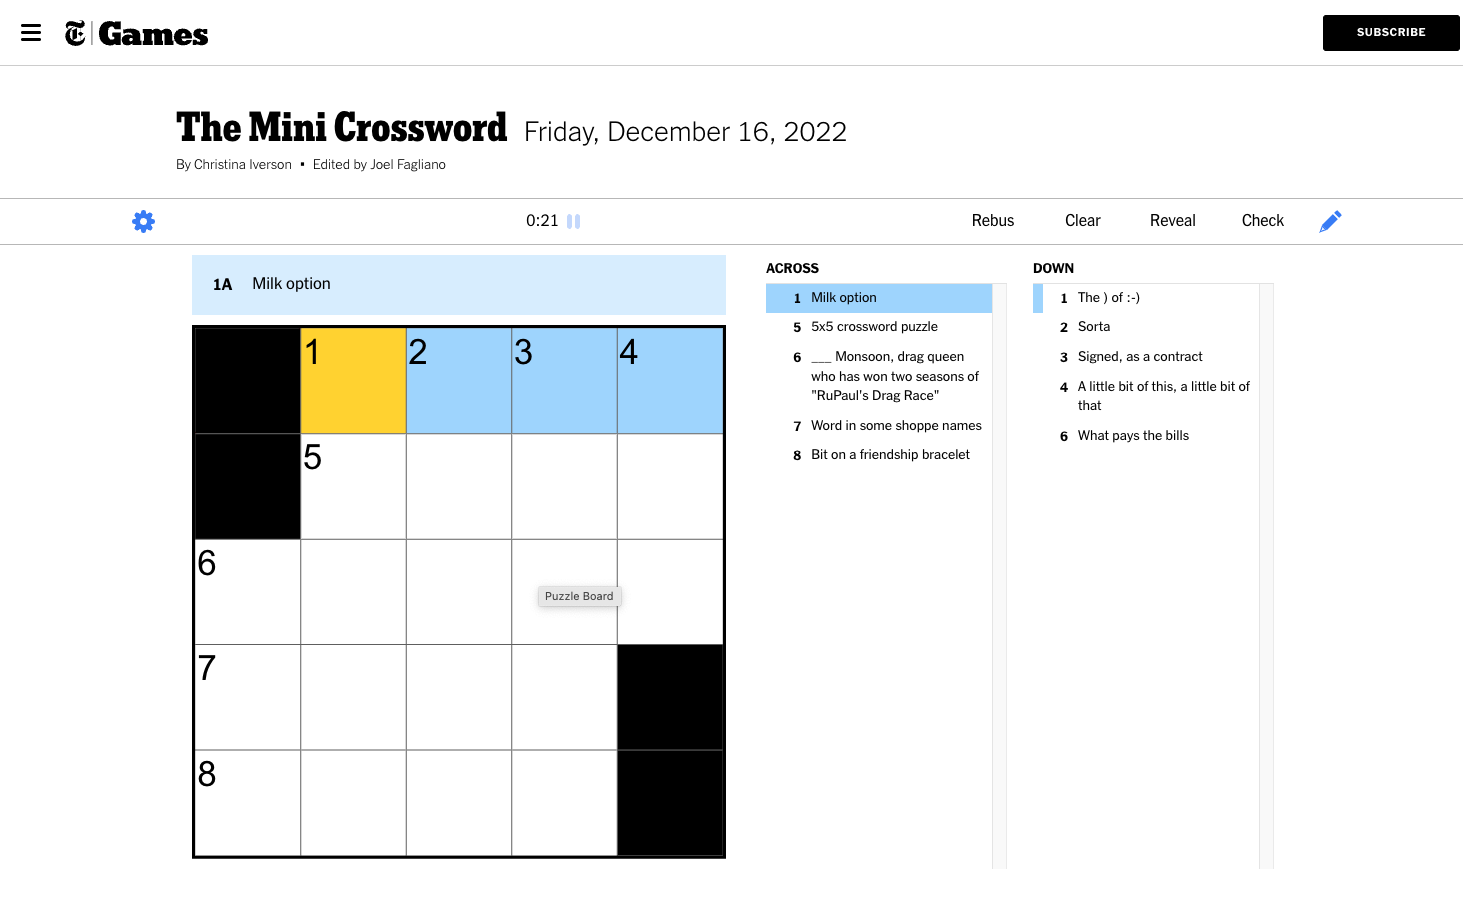 T Games
SUBSCRIBE
The Mini Crossword Friday, December 16, 2022
By Christina Iverson • Edited by Joel Fagliano
0:21 Rebus Clear Reveal Check
1A Milk option
1 2 3 4
5
6
Puzzle Board
7
8
ACROSS
1 Milk option
5 5x5 crossword puzzle
6 ___ Monsoon, drag queen
who has won two seasons of
"RuPaul's Drag Race"
7 Word in some shoppe names
8 Bit on a friendship bracelet
DOWN
1 The ) of :-)
2 Sorta
3 Signed, as a contract
4 A little bit of this, a little bit of
that
6 What pays the bills